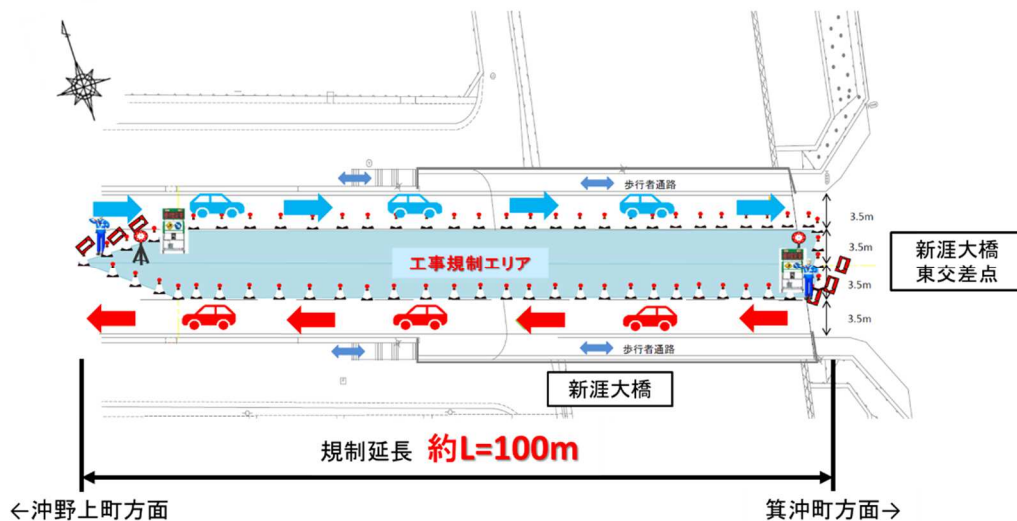 歩行者通路
3.5m
3.5m
工事規制エリア
3.5m
3.5m
新涯大橋
東交差点
歩行者通路
新涯大橋
規制延長 約L=100m
←沖野上町方面
箕沖町方面→